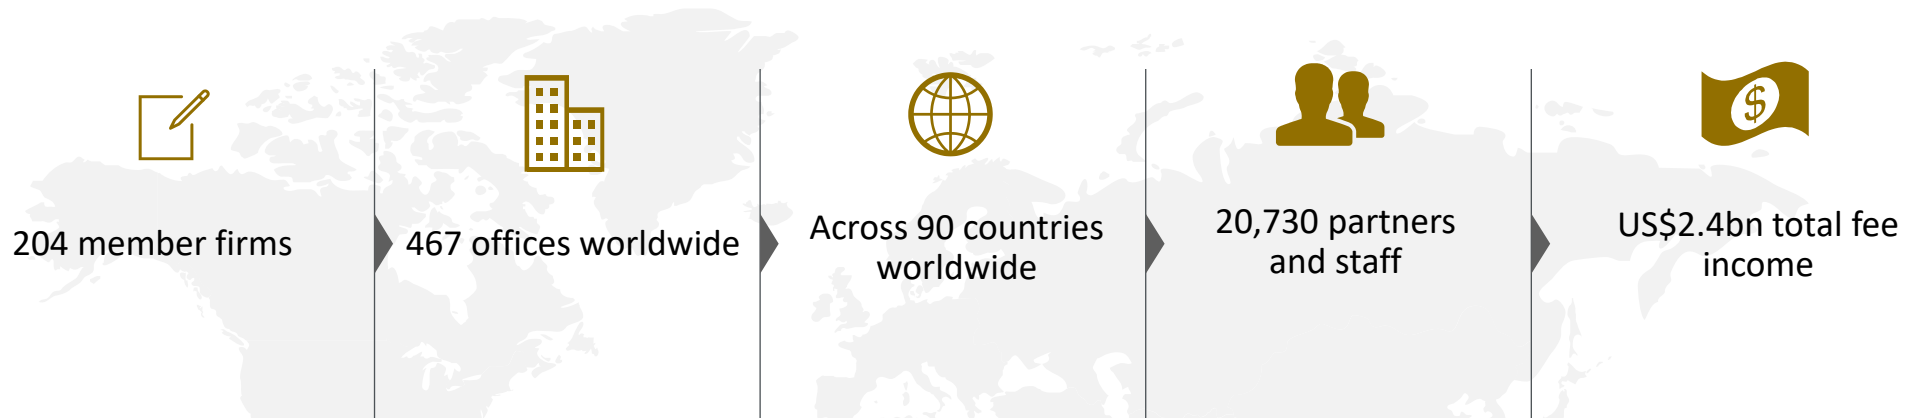 204 member firms
467 offices worldwide
Across 90 countries
worldwide
20,730 partners
and staff
US$2.4bn total fee
income